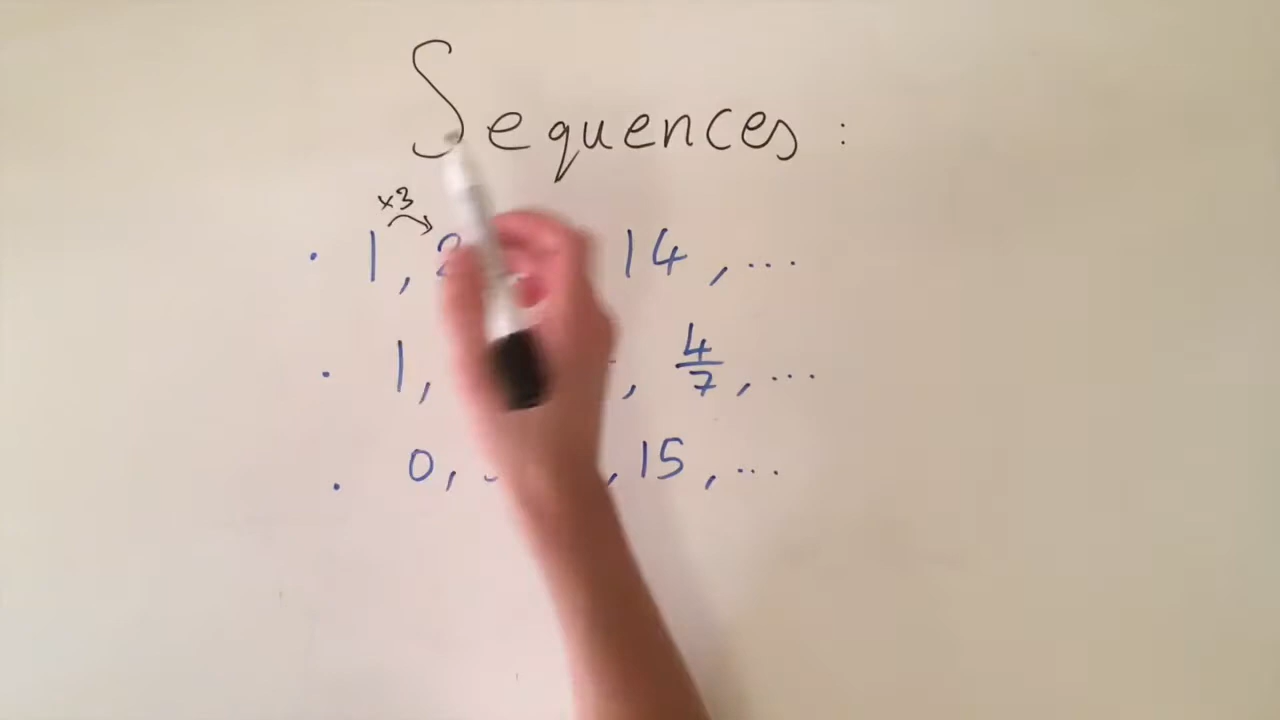 Sequences :
×3
· 1, 2 14, ...
· 1, , 4/7, ...
· 0, , 15, ...